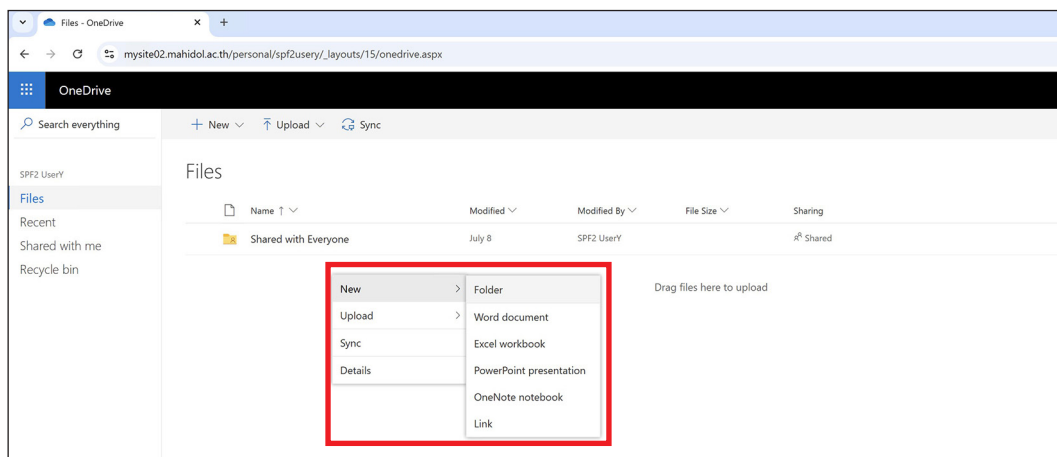 Files - OneDrive
mysite02.mahidol.ac.th/personal/spf2usery/_layouts/15/onedrive.aspx
OneDrive
Search everything
New Upload Sync
SPF2 UserY
Files
Recent
Shared with me
Recycle bin
Files
Name Modified Modified By File Size Sharing
Shared with Everyone July 8 SPF2 UserY Shared
Drag files here to upload
New
Upload
Sync
Details
Folder
Word document
Excel workbook
PowerPoint presentation
OneNote notebook
Link